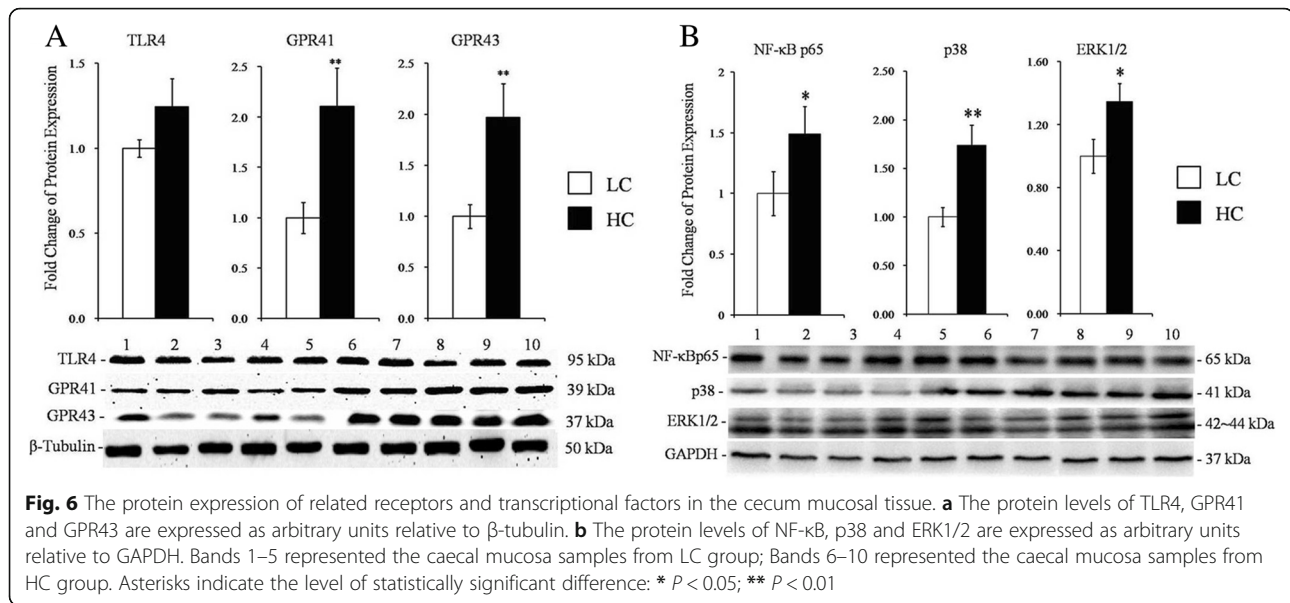 A
TLR4 GPR41 GPR43
Fold Change of Protein Expression
1.5
1.0
0.5
0.0
**
2.5
2.0
1.5
1.0
0.5
0.0
**
2.5
2.0
1.5
1.0
0.5
0.0
LC
HC
1 2 3 4 5 6 7 8 9 10
TLR4 - 95 kDa
GPR41 - 39 kDa
GPR43 - 37 kDa
β-Tubulin - 50 kDa
B
NF-κB p65 p38 ERK1/2
Fold Change of Protein Expression
*
2
1.5
1
0.5
0
**
2.50
2.00
1.50
1.00
0.50
0.00
*
1.60
1.20
0.80
0.40
0.00
LC
HC
1 2 3 4 5 6 7 8 9 10
NF-κBp65 - - 65 kDa
p38 - - 41 kDa
ERK1/2 - - 42~44 kDa
GAPDH - - 37 kDa
Fig. 6 The protein expression of related receptors and transcriptional factors in the cecum mucosal tissue. a The protein levels of TLR4, GPR41
and GPR43 are expressed as arbitrary units relative to β-tubulin. b The protein levels of NF-κB, p38 and ERK1/2 are expressed as arbitrary units
relative to GAPDH. Bands 1–5 represented the caecal mucosa samples from LC group; Bands 6–10 represented the caecal mucosa samples from
HC group. Asterisks indicate the level of statistically significant difference: * P < 0.05; ** P < 0.01